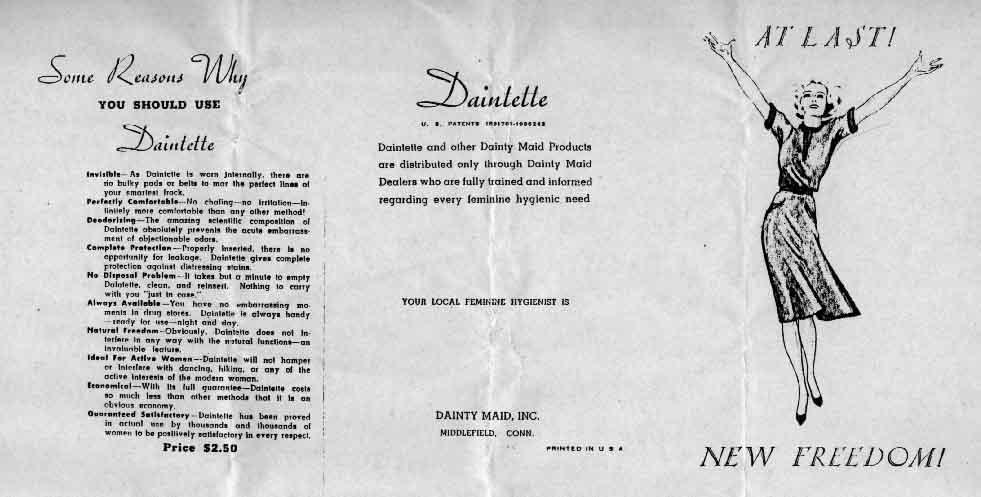 Some Reasons Why
YOU SHOULD USE
Daintette
Invisible—As Daintette is worn internally, there are
no bulky pads or belts to mar the perfect lines of
your smartest frock.
Perfectly Comfortable—No chafing—no irritation—in-
finitely more comfortable than any other method!
Deodorizing—The amazing scientific composition of
Daintette absolutely prevents the acute embarrass-
ment of objectionable odors.
Complete Protection—Properly inserted, there is no
opportunity for leakage. Daintette gives complete
protection against distressing stains.
No Disposal Problem—It takes but a minute to empty
Daintette, clean, and reinsert. Nothing to carry
with you "just in case."
Always Available—You have no embarrassing mo-
ments in drug stores. Daintette is always handy
—ready for use—night and day.
Natural Freedom—Obviously, Daintette does not in-
terfere in any way with the natural functions—an
invaluable feature.
Ideal For Active Women—Daintette will not hamper
or interfere with dancing, hiking, or any of the
active interests of the modern woman.
Economical—With its full guarantee—Daintette costs
so much less than other methods that it is an
obvious economy.
Guaranteed Satisfactory—Daintette has been proved
in actual use by thousands and thousands of
women to be positively satisfactory in every respect.
Price $2.50
Daintette
U. S. PATENTS
Daintette and other Dainty Maid Products
are distributed only through Dainty Maid
Dealers who are fully trained and informed
regarding every feminine hygienic need
YOUR LOCAL FEMININE HYGIENIST IS
DAINTY MAID, INC.
MIDDLEFIELD, CONN.
PRINTED IN U S A
AT LAST!
NEW FREEDOM!